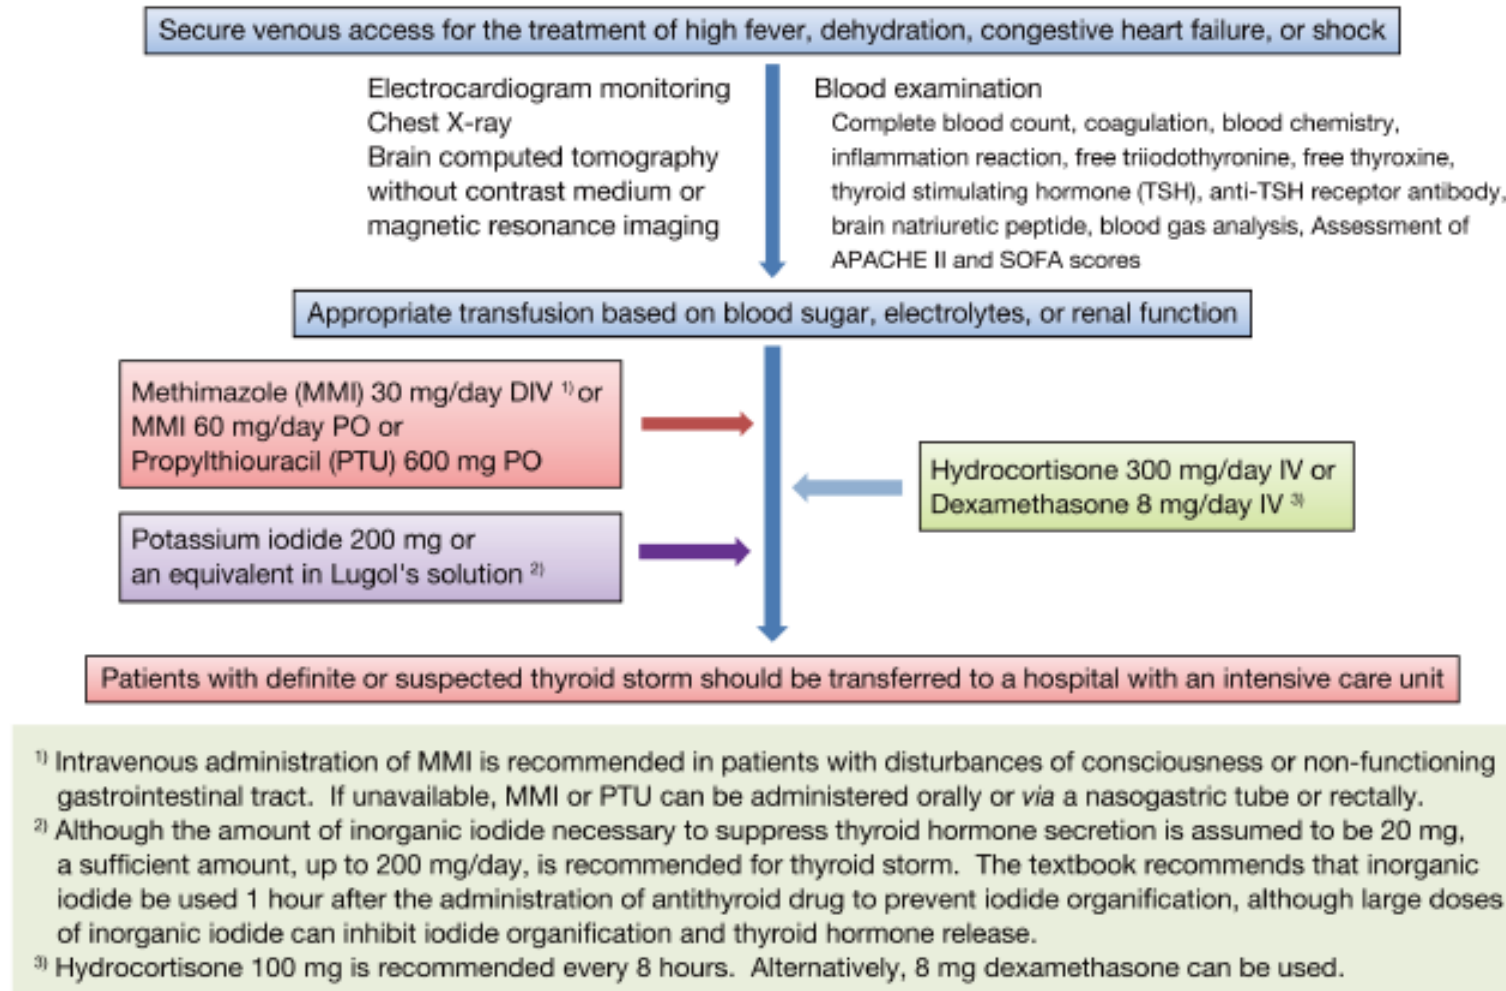 Secure venous access for the treatment of high fever, dehydration, congestive heart failure, or shock
Electrocardiogram monitoring
Chest X-ray
Brain computed tomography
without contrast medium or
magnetic resonance imaging
Blood examination
Complete blood count, coagulation, blood chemistry,
inflammation reaction, free triiodothyronine, free thyroxine,
thyroid stimulating hormone (TSH), anti-TSH receptor antibody,
brain natriuretic peptide, blood gas analysis, Assessment of
APACHE II and SOFA scores
Appropriate transfusion based on blood sugar, electrolytes, or renal function
Methimazole (MMI) 30 mg/day DIV ¹⁾ or
MMI 60 mg/day PO or
Propylthiouracil (PTU) 600 mg PO
Hydrocortisone 300 mg/day IV or
Dexamethasone 8 mg/day IV ³⁾
Potassium iodide 200 mg or
an equivalent in Lugol's solution ²⁾
Patients with definite or suspected thyroid storm should be transferred to a hospital with an intensive care unit
¹⁾ Intravenous administration of MMI is recommended in patients with disturbances of consciousness or non-functioning
gastrointestinal tract. If unavailable, MMI or PTU can be administered orally or via a nasogastric tube or rectally.
²⁾ Although the amount of inorganic iodide necessary to suppress thyroid hormone secretion is assumed to be 20 mg,
a sufficient amount, up to 200 mg/day, is recommended for thyroid storm. The textbook recommends that inorganic
iodide be used 1 hour after the administration of antithyroid drug to prevent iodide organification, although large doses
of inorganic iodide can inhibit iodide organification and thyroid hormone release.
³⁾ Hydrocortisone 100 mg is recommended every 8 hours. Alternatively, 8 mg dexamethasone can be used.